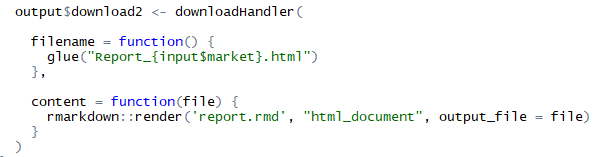 output$download2 <- downloadHandler(
filename = function() {
glue("Report_{input$market}.html")
},
content = function(file) {
rmarkdown::render('report.rmd', "html_document", output_file = file)
}
)